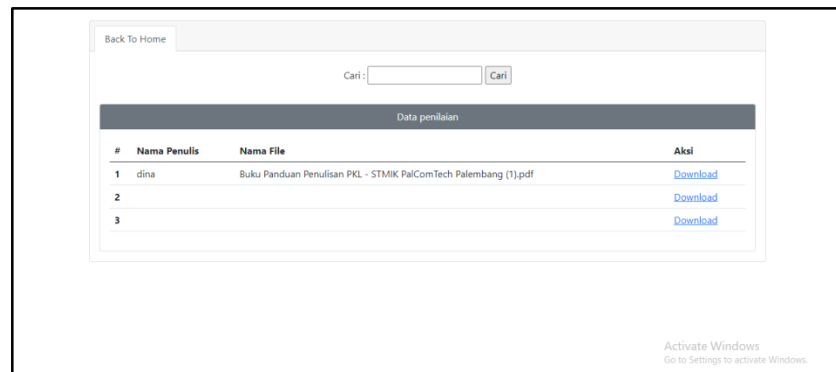 Back To Home
Cari : Cari
Data penilaian
# Nama Penulis Nama File Aksi
1 dina Buku Panduan Penulisan PKL - STMIK PalComTech Palembang (1).pdf Download
2 Download
3 Download
Activate Windows
Go to Settings to activate Windows.